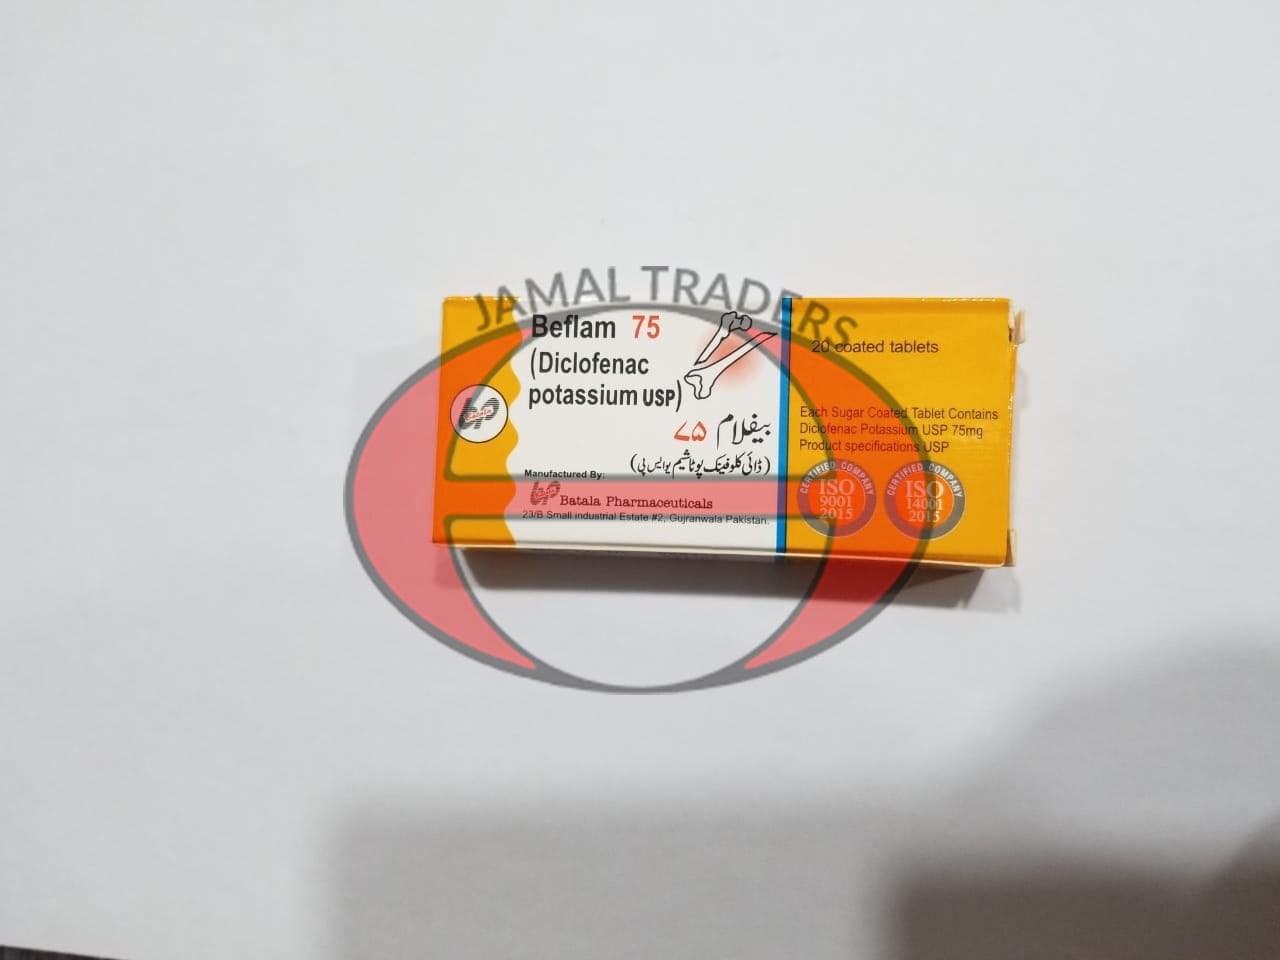 JAMAL TRADERS
Beflam 75
(Diclofenac
potassium USP)
بیفلام ۷۵
(ڈائی کلوفینک پوٹاشیم یو ایس پی)
Manufactured By:
Batala
Batala Pharmaceuticals
23/B Small industrial Estate #2, Gujranwala Pakistan.
Batala
20 coated tablets
Each Sugar Coated Tablet Contains
Diclofenac Potassium USP 75mg
Product specifications USP
CERTIFIED COMPANY
ISO
9001
2015
CERTIFIED COMPANY
ISO
14001
2015